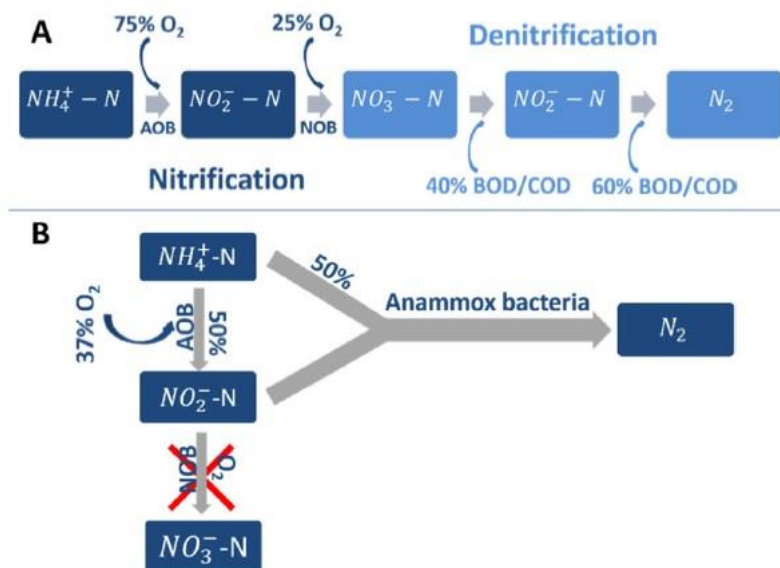 A
75% O₂
25% O₂
Denitrification
NH₄⁺ – N
NO₂⁻ – N
NO₃⁻ – N
NO₂⁻ – N
N₂
AOB
NOB
Nitrification
40% BOD/COD
60% BOD/COD
B
NH₄⁺-N
50%
37% O₂
AOB
50%
Anammox bacteria
N₂
NO₂⁻-N
NOB
O₂
NO₃⁻-N